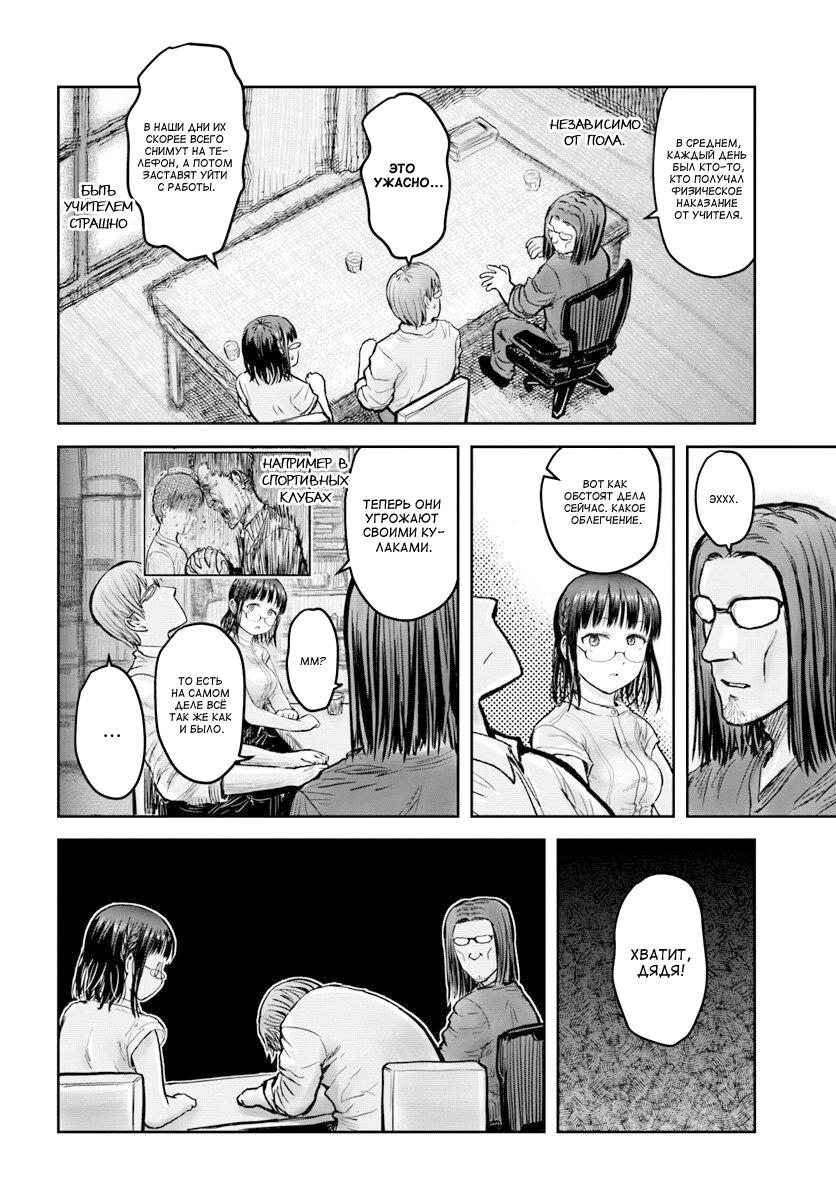 В СРЕДНЕМ,
КАЖДЫЙ ДЕНЬ
БЫЛ КТО-ТО,
КТО ПОЛУЧАЛ
ФИЗИЧЕСКОЕ
НАКАЗАНИЕ
ОТ УЧИТЕЛЯ.
НЕЗАВИСИМО
ОТ ПОЛА.
ЭТО
УЖАСНО...
В НАШИ ДНИ ИХ
СКОРЕЕ ВСЕГО
СНИМУТ НА ТЕ-
ЛЕФОН, А ПОТОМ
ЗАСТАВЯТ УЙТИ
С РАБОТЫ.
БЫТЬ
УЧИТЕЛЕМ
СТРАШНО
ЭХХХ.
ВОТ КАК
ОБСТОЯТ ДЕЛА
СЕЙЧАС. КАКОЕ
ОБЛЕГЧЕНИЕ.
ТЕПЕРЬ ОНИ
УГРОЖАЮТ
СВОИМИ КУ-
ЛАКАМИ.
НАПРИМЕР В
СПОРТИВНЫХ
КЛУБАХ
ММ?
ТО ЕСТЬ
НА САМОМ
ДЕЛЕ ВСЁ
ТАК ЖЕ КАК
И БЫЛО.
...
ХВАТИТ,
ДЯДЯ!